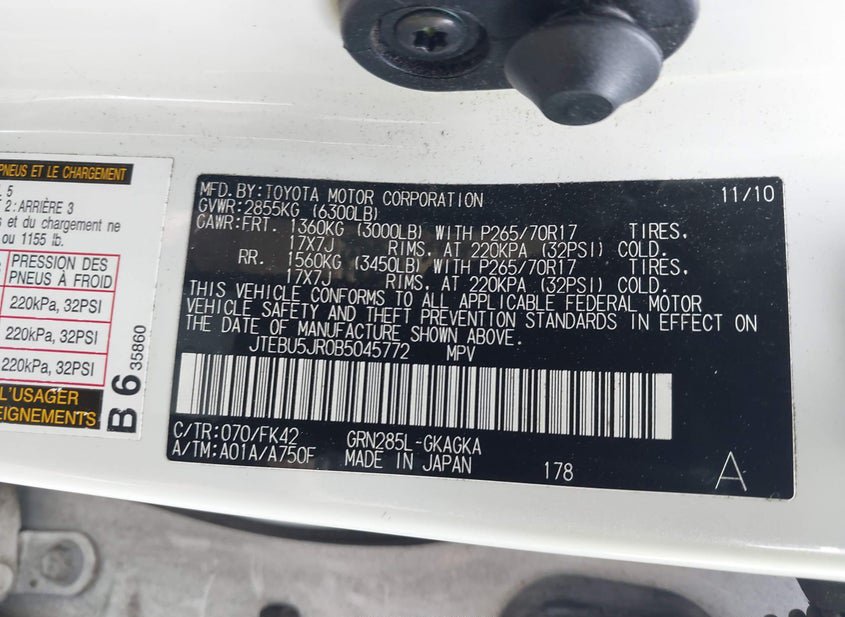 PNEUS ET LE CHARGEMENT
5
2 : ARRIÈRE 3
s et du chargement ne
ou 1155 lb.
PRESSION DES
PNEUS À FROID
220kPa, 32PSI
220kPa, 32PSI
220kPa, 32PSI
L'USAGER
EIGNEMENTS
B 6 35860
MFD. BY: TOYOTA MOTOR CORPORATION 11/10
GVWR: 2855KG (6300LB)
GAWR: FRT. 1360KG (3000LB) WITH P265/70R17 TIRES.
17X7J RIMS. AT 220KPA (32PSI) COLD.
RR. 1560KG (3450LB) WITH P265/70R17 TIRES.
17X7J RIMS. AT 220KPA (32PSI) COLD.
THIS VEHICLE CONFORMS TO ALL APPLICABLE FEDERAL MOTOR
VEHICLE SAFETY AND THEFT PREVENTION STANDARDS IN EFFECT ON
THE DATE OF MANUFACTURE SHOWN ABOVE.
JTEBU5JR0B5045772 MPV
C/TR: 070/FK42 GRN285L-GKAGKA
A/TM: A01A/A750F MADE IN JAPAN 178 A